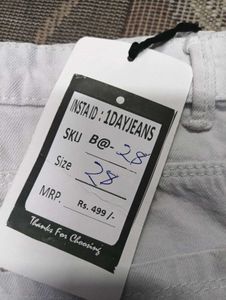 INSTA ID : 1DAYJEANS
SKU B@- 28
Size 28
MRP. Rs. 499 /-
Thanks For Choosing